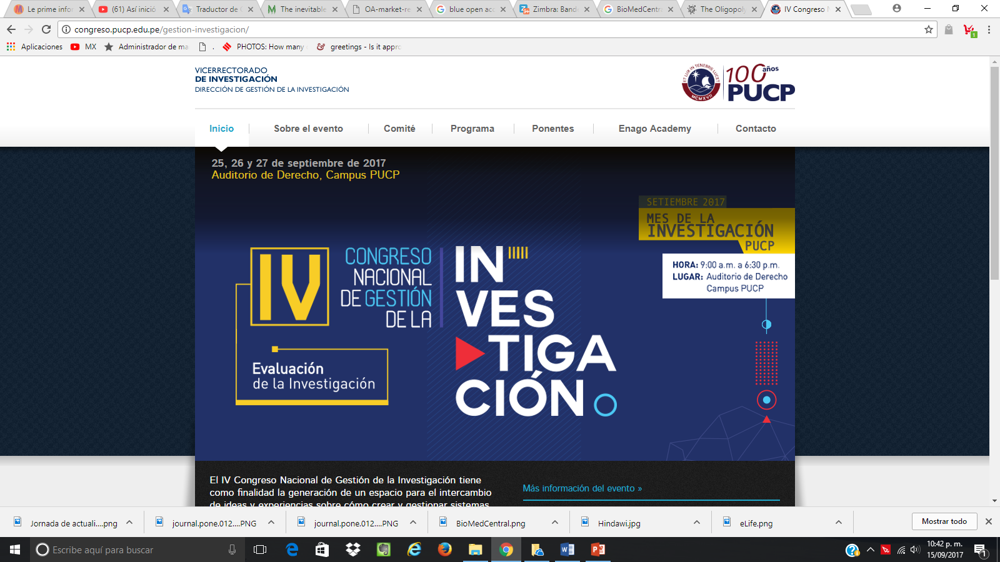 Le prime infor
(61) Así inició
Traductor de G
The inevitable
OA-market-re
blue open acc
Zimbra: Band
BioMedCentra
The Oligopoly
IV Congreso N
congreso.pucp.edu.pe/gestion-investigacion/
1
Aplicaciones
MX
Administrador de ma
.
PHOTOS: How many
greetings - Is it appro
VICERRECTORADO
DE INVESTIGACIÓN
DIRECCIÓN DE GESTIÓN DE LA INVESTIGACIÓN
ET LUX IN TENEBRIS LUCET
MCMXVII
100 años
PUCP
Inicio
Sobre el evento
Comité
Programa
Ponentes
Enago Academy
Contacto
25, 26 y 27 de septiembre de 2017
Auditorio de Derecho, Campus PUCP
SETIEMBRE 2017
MES DE LA
INVESTIGACIÓN
PUCP
HORA: 9:00 a.m. a 6:30 p.m.
LUGAR: Auditorio de Derecho
Campus PUCP
IV
CONGRESO
NACIONAL
DE GESTIÓN
DE LA
IN
VES
TIGA
CIÓN
Evaluación
de la Investigación
El IV Congreso Nacional de Gestión de la Investigación tiene
como finalidad la generación de un espacio para el intercambio
de ideas y experiencias sobre cómo crear y gestionar sistemas
Más información del evento »
Jornada de actuali....png
journal.pone.012....PNG
journal.pone.012....PNG
BioMedCentral.png
Hindawi.jpg
eLife.png
Mostrar todo
Escribe aquí para buscar
10:42 p. m.
15/09/2017
1